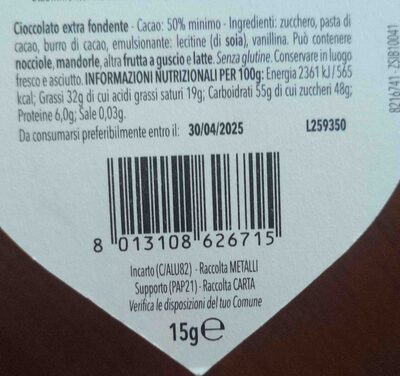 Cioccolato extra fondente - Cacao: 50% minimo - Ingredienti: zucchero, pasta di
cacao, burro di cacao, emulsionante: lecitine (di soia), vanillina. Può contenere
nocciole, mandorle, altra frutta a guscio e latte. Senza glutine. Conservare in luogo
fresco e asciutto. INFORMAZIONI NUTRIZIONALI PER 100g: Energia 2361 kJ / 565
kcal; Grassi 32g di cui acidi grassi saturi 19g; Carboidrati 55g di cui zuccheri 48g;
Proteine 6,0g; Sale 0,03g.
Da consumarsi preferibilmente entro il: 30/04/2025 L259350
8 013108 626715
Incarto (C/ALU82) - Raccolta METALLI
Supporto (PAP21) - Raccolta CARTA
Verifica le disposizioni del tuo Comune
15g e
8216741 - ZSIB10041